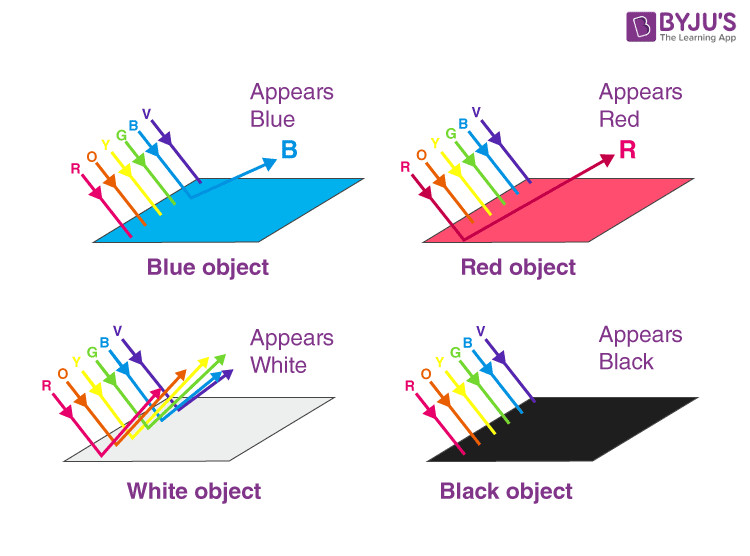 BYJU'S
The Learning App
Appears
Blue
V
B
G
Y
O
R
B
Blue object
Appears
Red
V
B
G
Y
O
R
R
Red object
Appears
White
V
B
G
Y
O
R
White object
Appears
Black
V
B
G
Y
O
R
Black object